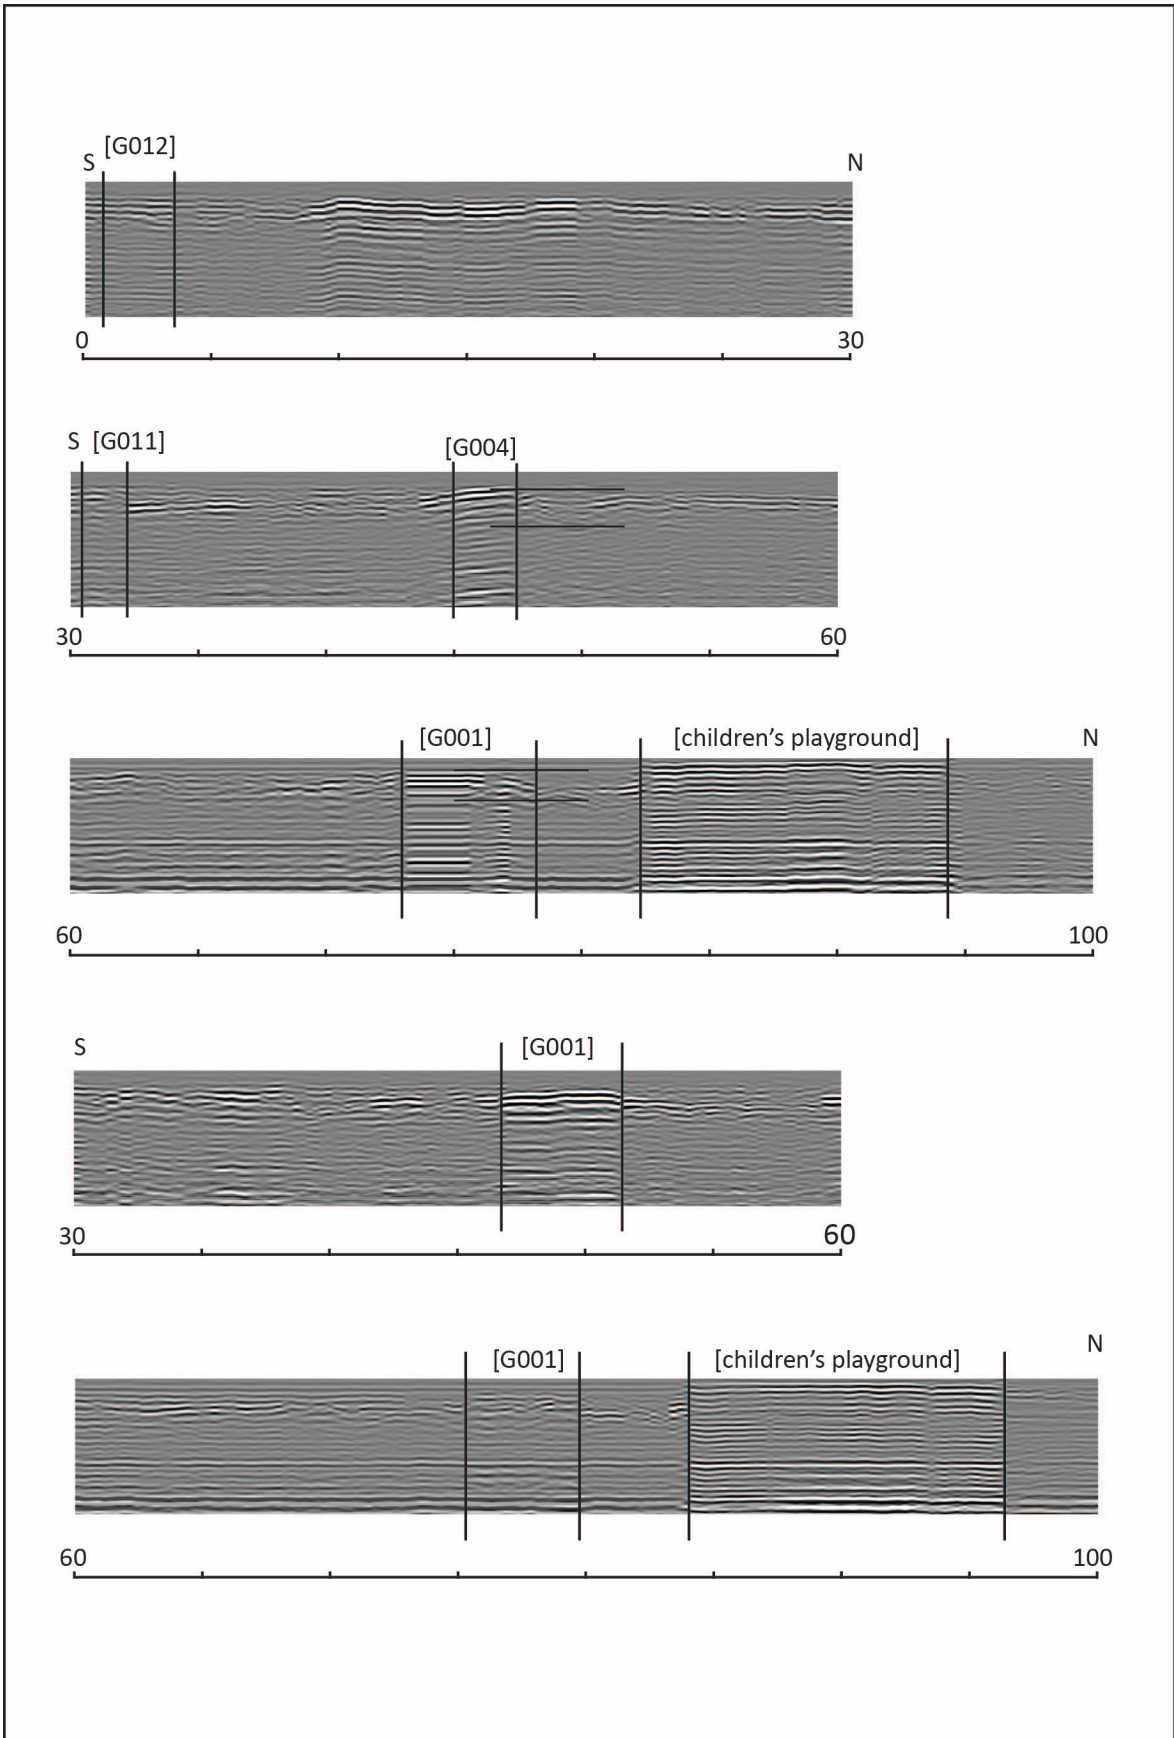 [G012]
S N
0 30
S [G011] [G004]
30 60
[G001] [children’s playground] N
60 100
S [G001]
30 60
N
[G001] [children’s playground]
60 100